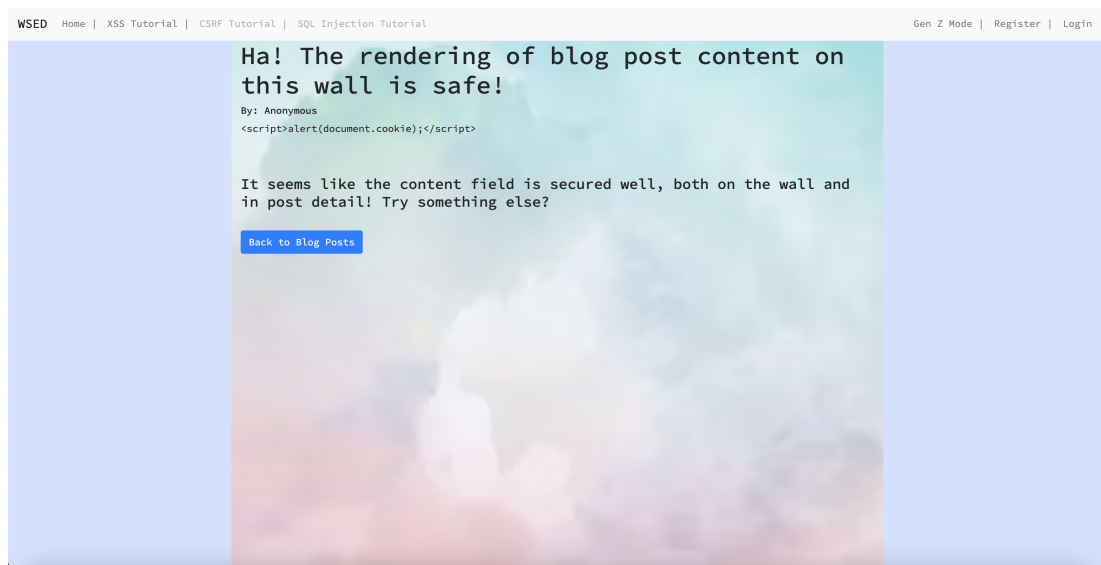 WSED Home | XSS Tutorial | CSRF Tutorial | SQL Injection Tutorial Gen Z Mode | Register | Login
Ha! The rendering of blog post content on
this wall is safe!
By: Anonymous
<script>alert(document.cookie);</script>
It seems like the content field is secured well, both on the wall and
in post detail! Try something else?
Back to Blog Posts